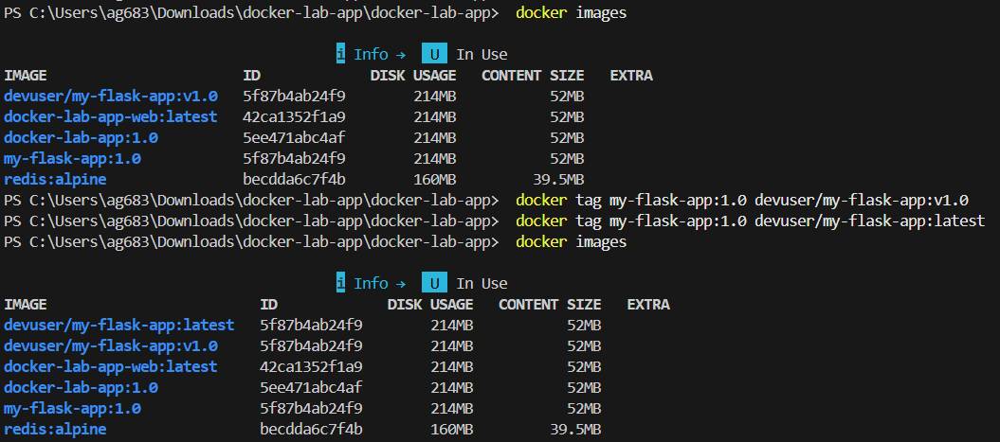 PS C:\Users\ag683\Downloads\docker-lab-app\docker-lab-app> docker images
i Info → U In Use
IMAGE ID DISK USAGE CONTENT SIZE EXTRA
devuser/my-flask-app:v1.0 5f87b4ab24f9 214MB 52MB
docker-lab-app-web:latest 42ca1352f1a9 214MB 52MB
docker-lab-app:1.0 5ee471abc4af 214MB 52MB
my-flask-app:1.0 5f87b4ab24f9 214MB 52MB
redis:alpine becdda6c7f4b 160MB 39.5MB
PS C:\Users\ag683\Downloads\docker-lab-app\docker-lab-app> docker tag my-flask-app:1.0 devuser/my-flask-app:v1.0
PS C:\Users\ag683\Downloads\docker-lab-app\docker-lab-app> docker tag my-flask-app:1.0 devuser/my-flask-app:latest
PS C:\Users\ag683\Downloads\docker-lab-app\docker-lab-app> docker images
i Info → U In Use
IMAGE ID DISK USAGE CONTENT SIZE EXTRA
devuser/my-flask-app:latest 5f87b4ab24f9 214MB 52MB
devuser/my-flask-app:v1.0 5f87b4ab24f9 214MB 52MB
docker-lab-app-web:latest 42ca1352f1a9 214MB 52MB
docker-lab-app:1.0 5ee471abc4af 214MB 52MB
my-flask-app:1.0 5f87b4ab24f9 214MB 52MB
redis:alpine becdda6c7f4b 160MB 39.5MB